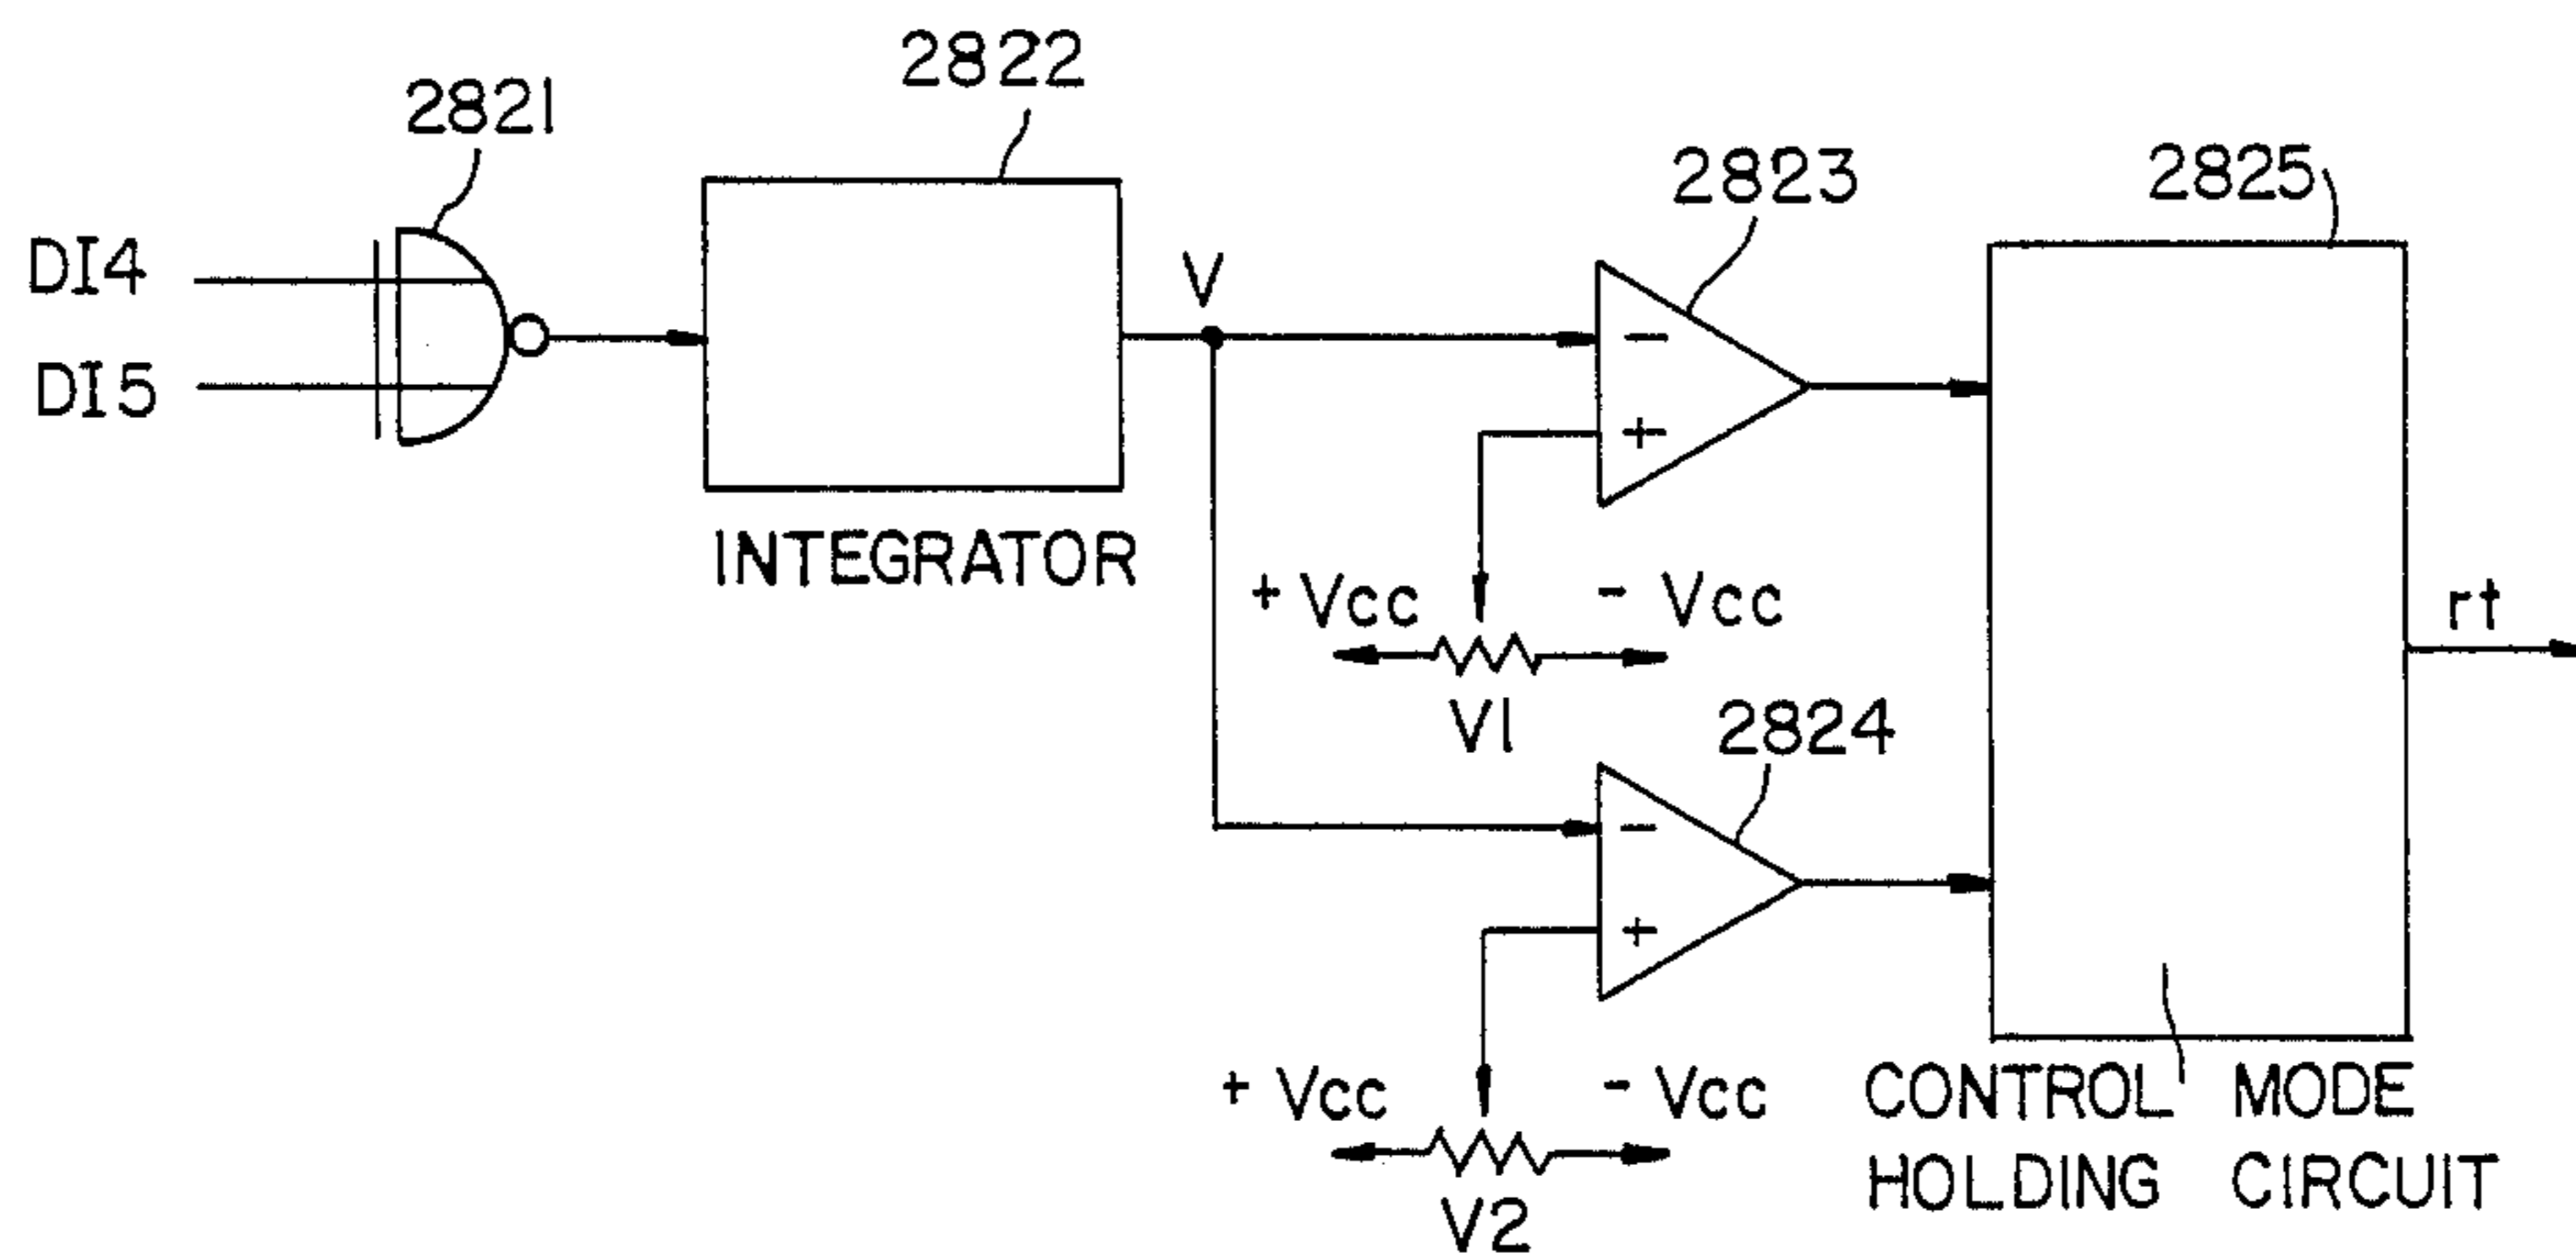 2821
2822
2823
2825
DI4
DI5
V
−
+
INTEGRATOR
+ Vcc
- Vcc
V1
rt
2824
−
+
+ Vcc
- Vcc
V2
CONTROL MODE
HOLDING CIRCUIT